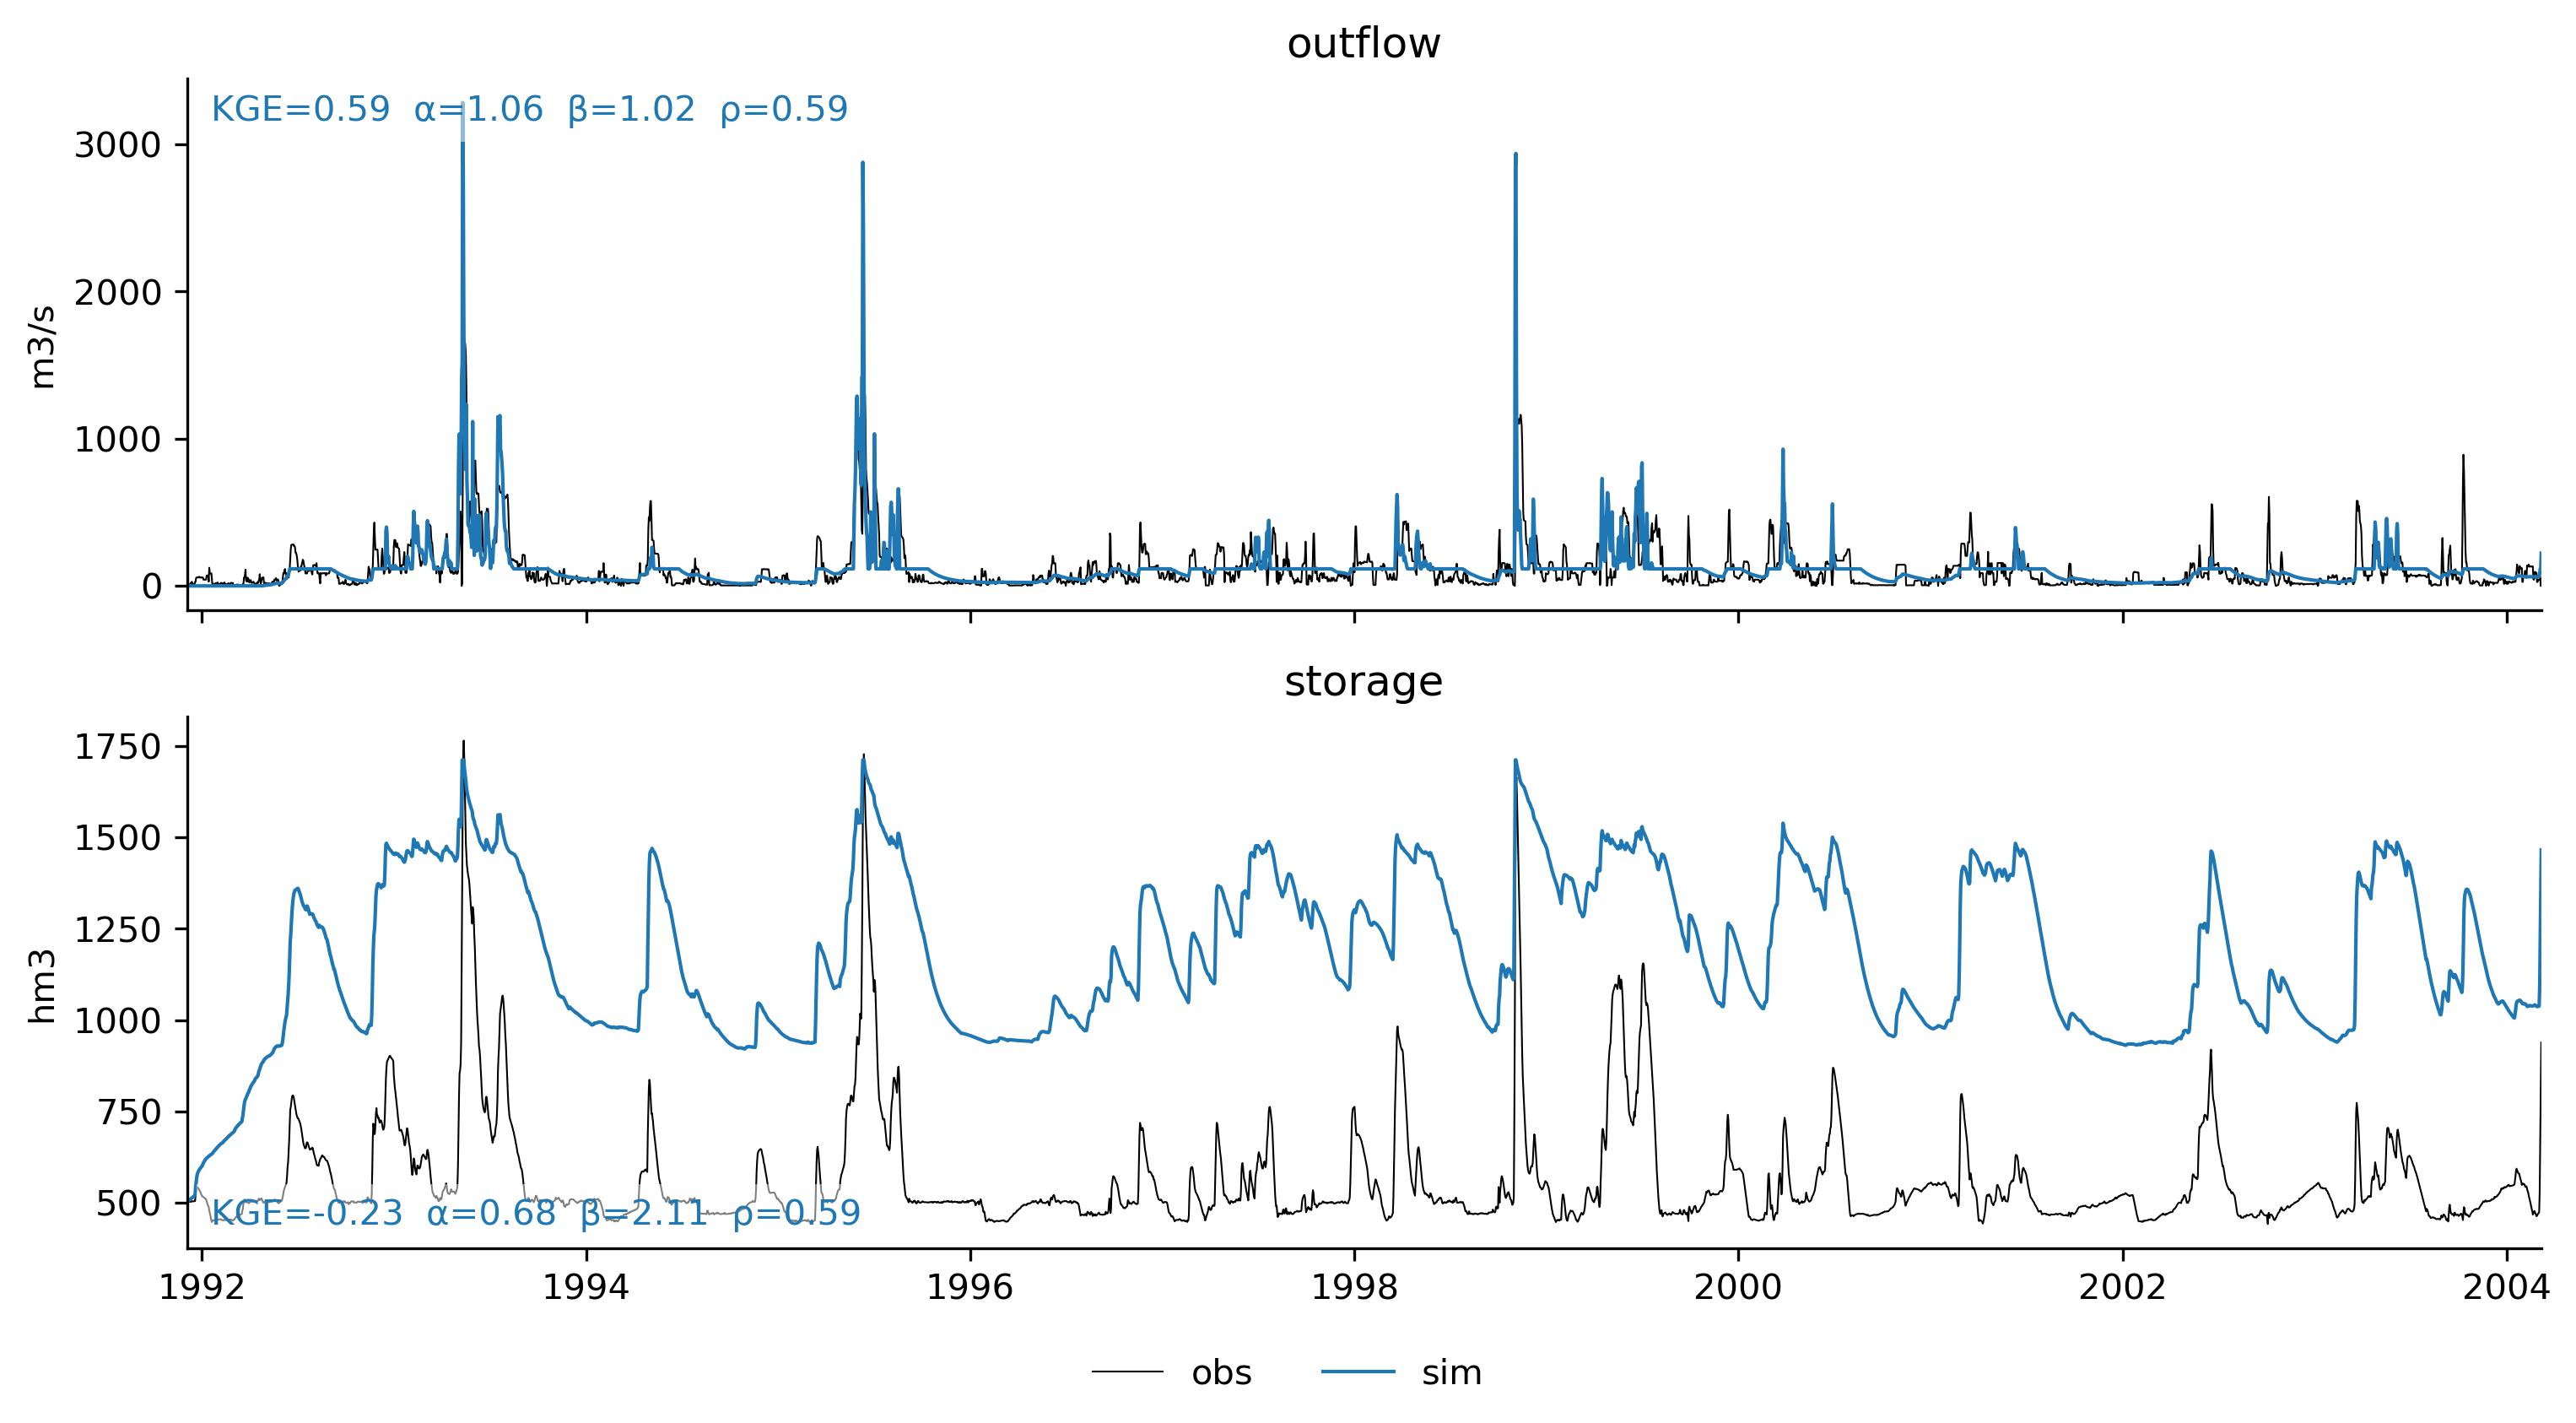 outflow
KGE=0.59 α=1.06 β=1.02 ρ=0.59
3000
2000
1000
0
m3/s
storage
1750
1500
1250
1000
750
500
hm3
KGE=-0.23 α=0.68 β=2.11 ρ=0.59
1992 1994 1996 1998 2000 2002 2004
obs sim